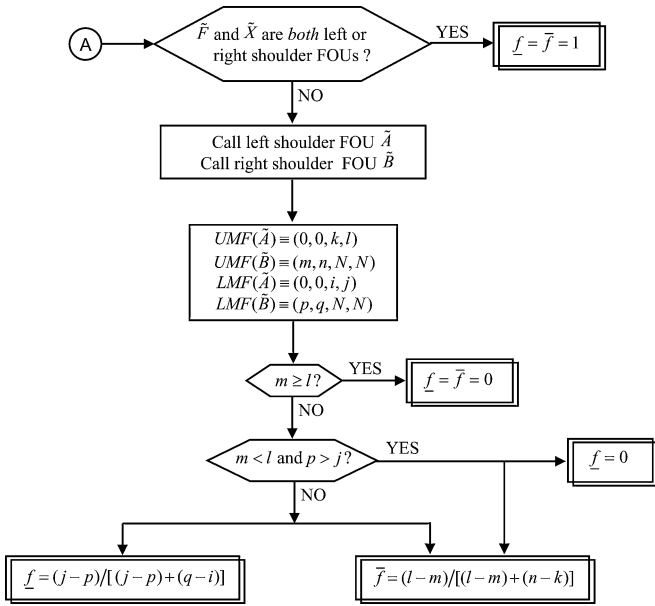 A
F̃ and X̃ are both left or
right shoulder FOUs ?
YES
f̲ = f̅ = 1
NO
Call left shoulder FOU Ã
Call right shoulder FOU B̃
UMF(Ã) ≡ (0,0,k,l)
UMF(B̃) ≡ (m,n,N,N)
LMF(Ã) ≡ (0,0,i,j)
LMF(B̃) ≡ (p,q,N,N)
m ≥ l?
YES
f̲ = f̅ = 0
NO
m < l and p > j?
YES
f̲ = 0
NO
f̲ = (j−p)/[(j−p)+(q−i)]
f̅ = (l−m)/[(l−m)+(n−k)]